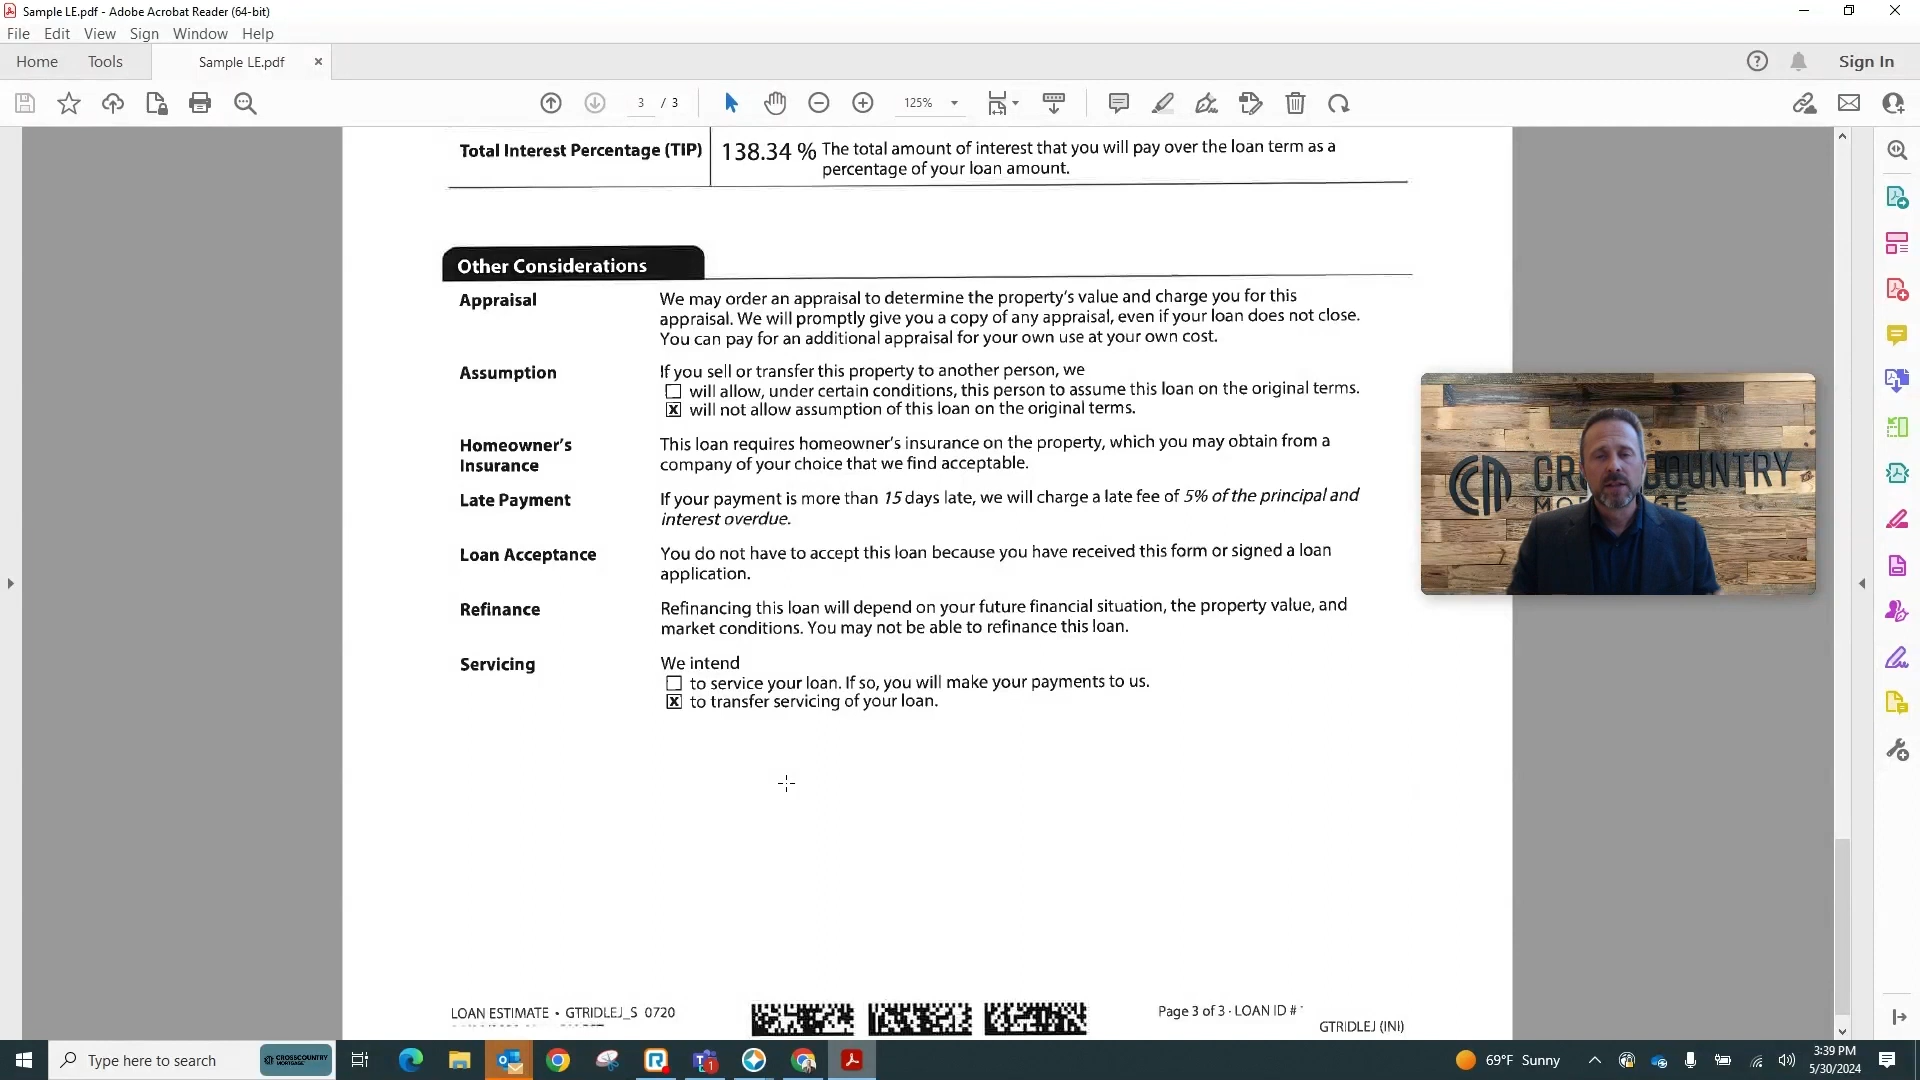 Sample LE.pdf - Adobe Acrobat Reader (64-bit)
File Edit View Sign Window Help
Home Tools Sample LE.pdf
Sign In
3 / 3 125%
Total Interest Percentage (TIP) 138.34 % The total amount of interest that you will pay over the loan term as a
percentage of your loan amount.
Other Considerations
Appraisal We may order an appraisal to determine the property's value and charge you for this
appraisal. We will promptly give you a copy of any appraisal, even if your loan does not close.
You can pay for an additional appraisal for your own use at your own cost.
Assumption If you sell or transfer this property to another person, we
will allow, under certain conditions, this person to assume this loan on the original terms.
X will not allow assumption of this loan on the original terms.
Homeowner's This loan requires homeowner's insurance on the property, which you may obtain from a
Insurance company of your choice that we find acceptable.
Late Payment If your payment is more than 15 days late, we will charge a late fee of 5% of the principal and
interest overdue.
Loan Acceptance You do not have to accept this loan because you have received this form or signed a loan
application.
Refinance Refinancing this loan will depend on your future financial situation, the property value, and
market conditions. You may not be able to refinance this loan.
Servicing We intend
to service your loan. If so, you will make your payments to us.
X to transfer servicing of your loan.
LOAN ESTIMATE • GTRIDLEJ_S 0720
Page 3 of 3 · LOAN ID #
GTRIDLEJ (INI)
Type here to search
CROSSCOUNTRY
MORTGAGE
69°F Sunny
3:39 PM
5/30/2024